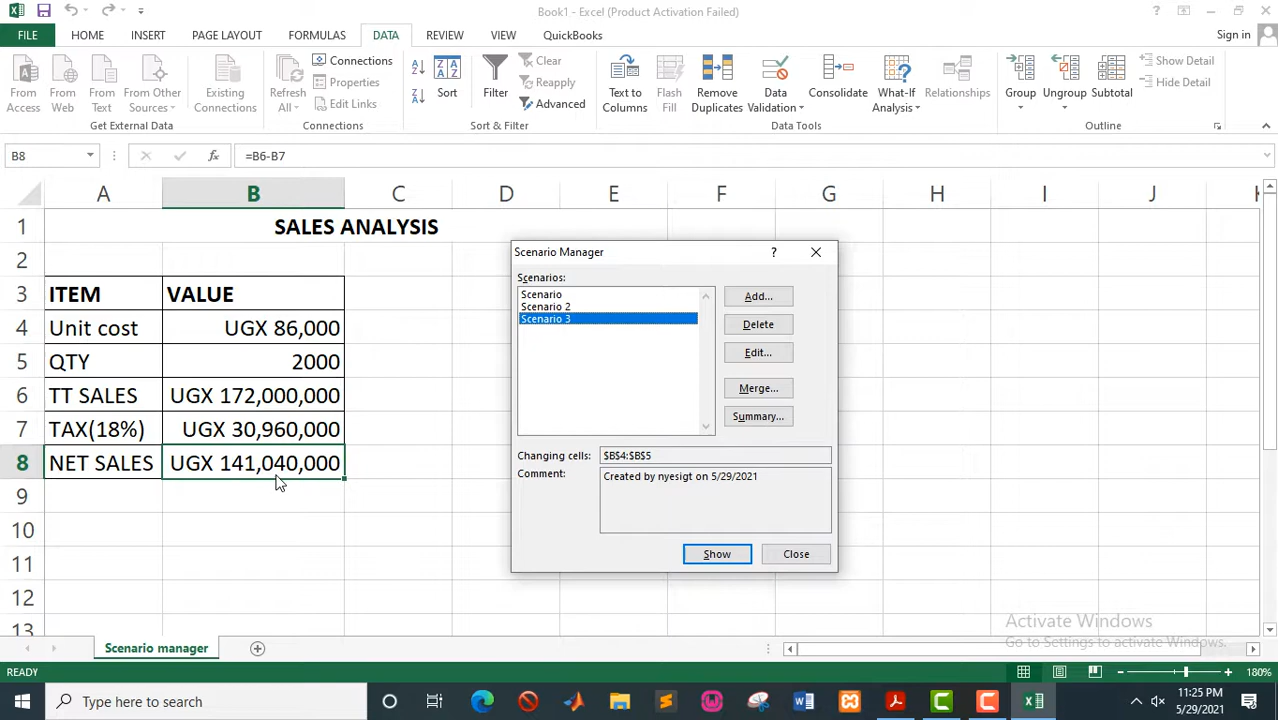 Book1 - Excel (Product Activation Failed)
FILE HOME INSERT PAGE LAYOUT FORMULAS DATA REVIEW VIEW QuickBooks Sign in
From Access
From Web
From Text
From Other Sources
Existing Connections
Get External Data
Refresh All
Connections
Properties
Edit Links
Connections
Sort
Filter
Clear
Reapply
Advanced
Sort & Filter
Text to Columns
Flash Fill
Remove Duplicates
Data Validation
Consolidate
What-If Analysis
Relationships
Data Tools
Group
Ungroup
Subtotal
Show Detail
Hide Detail
Outline
B8 fx =B6-B7
A B C D E F G H I J
1 SALES ANALYSIS
2
3 ITEM VALUE
4 Unit cost UGX 86,000
5 QTY 2000
6 TT SALES UGX 172,000,000
7 TAX(18%) UGX 30,960,000
8 NET SALES UGX 141,040,000
9
10
11
12
13
Scenario Manager ?
Scenarios:
Scenario
Scenario 2
Scenario 3
Add...
Delete
Edit...
Merge...
Summary...
Changing cells: $B$4:$B$5
Comment: Created by nyesigt on 5/29/2021
Show Close
Activate Windows
Go to Settings to activate Windows.
Scenario manager
READY 180%
Type here to search
11:25 PM
5/29/2021